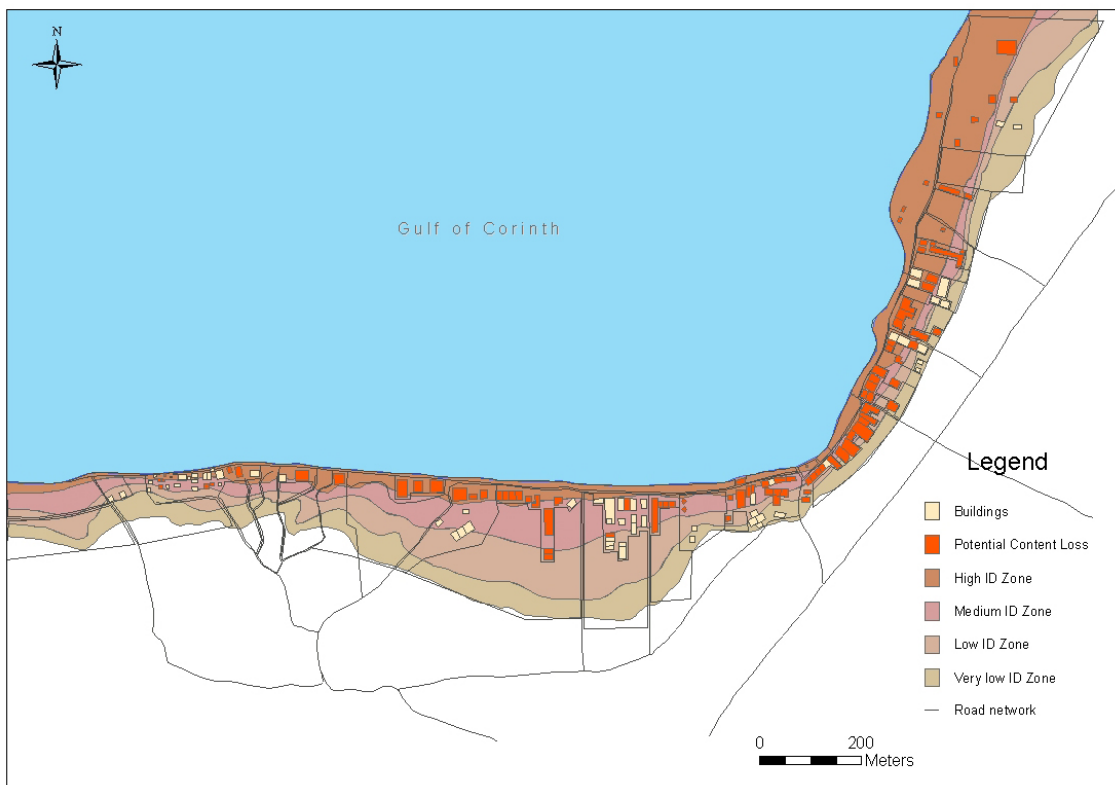 N
Gulf of Corinth
Legend
Buildings
Potential Content Loss
High ID Zone
Medium ID Zone
Low ID Zone
Very low ID Zone
Road network
0 200
Meters